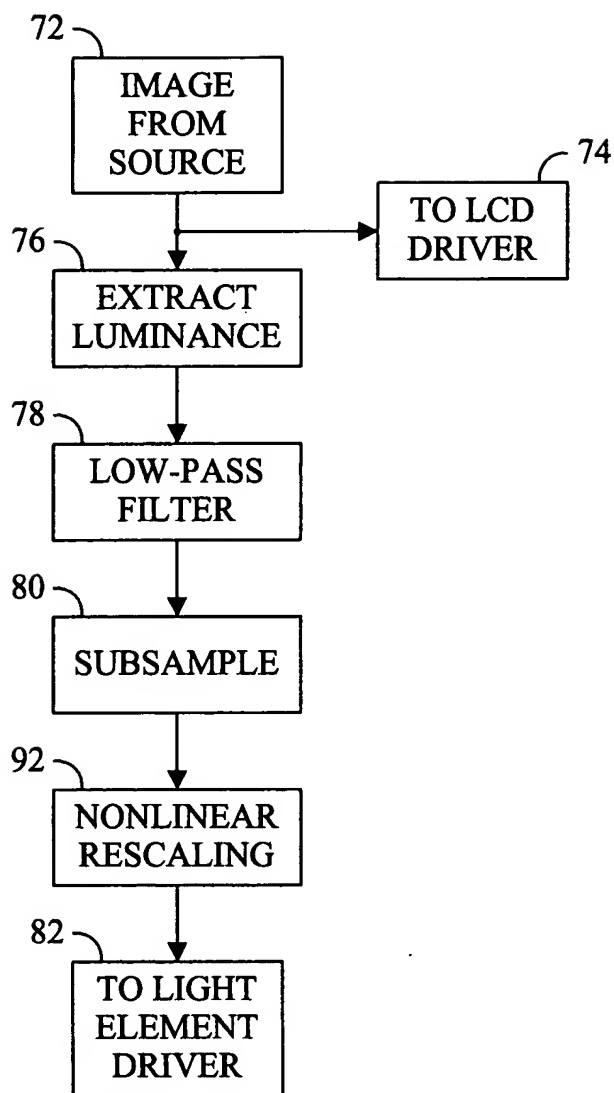 72
IMAGE
FROM
SOURCE
74
TO LCD
DRIVER
76
EXTRACT
LUMINANCE
78
LOW-PASS
FILTER
80
SUBSAMPLE
92
NONLINEAR
RESCALING
82
TO LIGHT
ELEMENT
DRIVER